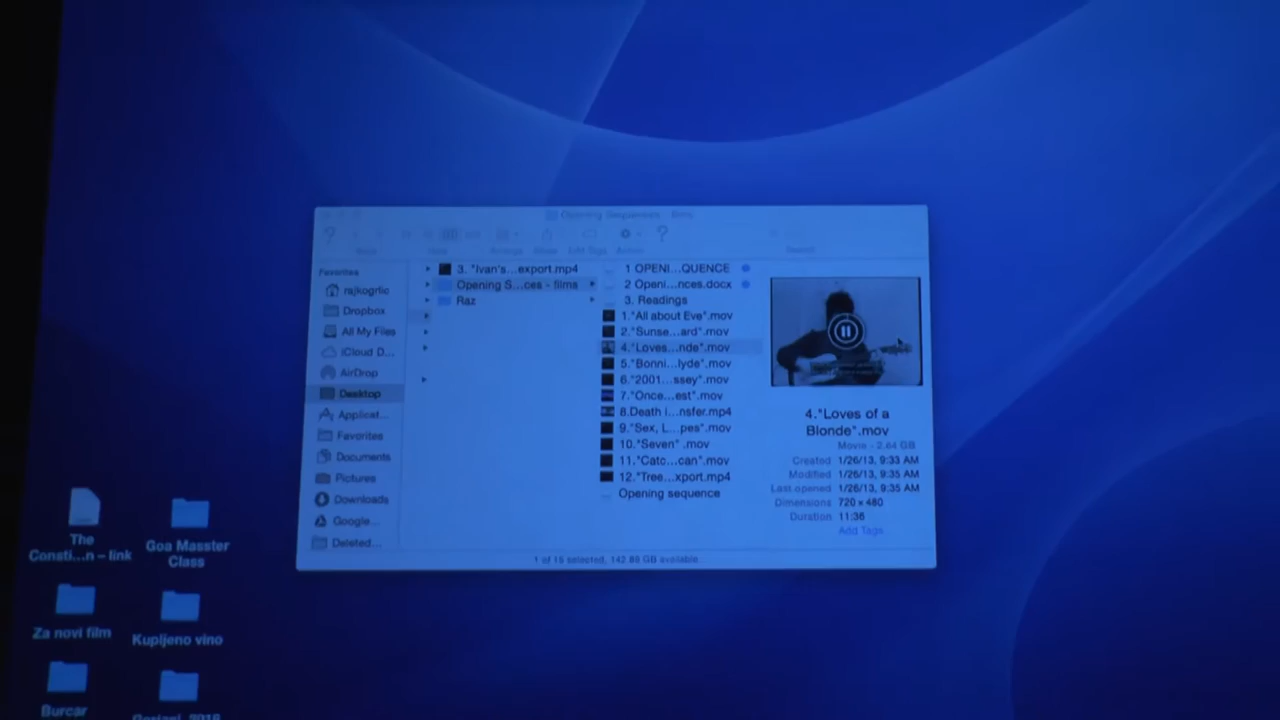 Opening Sequences - films
Favorites
rajkogrlic
Dropbox
All My Files
iCloud D...
AirDrop
Desktop
Applicat...
Favorites
Documents
Pictures
Downloads
Google...
Deleted...
3. "Ivan's...export.mp4
Opening S...ces - films
Raz
1 OPENI...QUENCE
2 Openi...nces.docx
3. Readings
1."All about Eve".mov
2."Sunse...ard".mov
4."Loves...nde".mov
5."Bonni...lyde".mov
6."2001...ssey".mov
7."Once...est".mov
8.Death i...nsfer.mp4
9."Sex, L...pes".mov
10."Seven" .mov
11."Catc...can".mov
12."Tree...xport.mp4
Opening sequence
4."Loves of a
Blonde".mov
Movie - 2.64 GB
Created 1/26/13, 9:33 AM
Modified 1/26/13, 9:35 AM
Last opened 1/26/13, 9:35 AM
Dimensions 720 × 480
Duration 11:36
Add Tags...
1 of 15 selected, 142.89 GB available
The
Consti...n – link
Goa Masster
Class
Za novi film
Kupljeno vino
Burcar